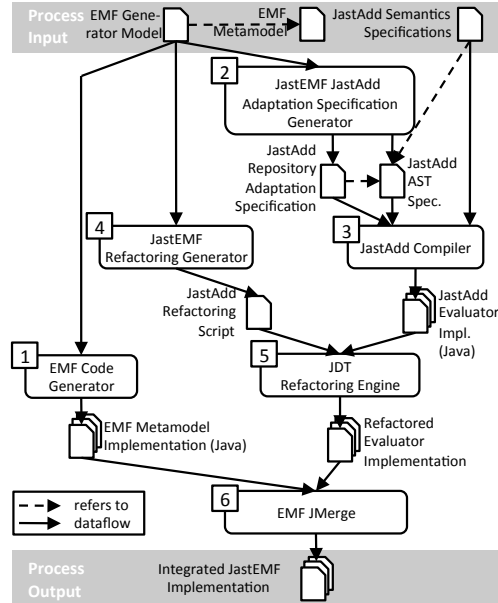 Process
Input
EMF Gene-
rator Model
EMF
Metamodel
JastAdd Semantics
Specifications
2
JastEMF JastAdd
Adaptation Specification
Generator
JastAdd
Repository
Adaptation
Specification
JastAdd
AST
Spec.
4
JastEMF
Refactoring Generator
3
JastAdd Compiler
JastAdd
Refactoring
Script
JastAdd
Evaluator
Impl.
(Java)
1
EMF Code
Generator
5
JDT
Refactoring Engine
EMF Metamodel
Implementation (Java)
Refactored
Evaluator
Implementation
refers to
dataflow
6
EMF JMerge
Process
Output
Integrated JastEMF
Implementation